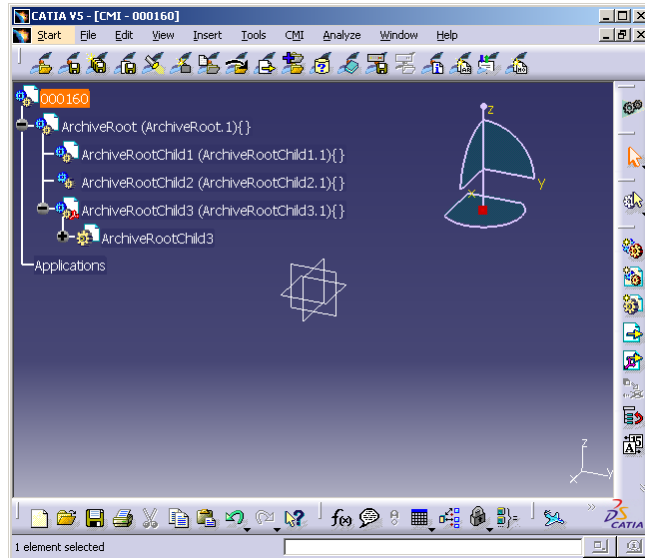 CATIA V5 - [CMI - 000160]
Start File Edit View Insert Tools CMI Analyze Window Help
000160
ArchiveRoot (ArchiveRoot.1){}
ArchiveRootChild1 (ArchiveRootChild1.1){}
ArchiveRootChild2 (ArchiveRootChild2.1){}
ArchiveRootChild3 (ArchiveRootChild3.1){}
ArchiveRootChild3
Applications
z
y
x
z
y
x
f(x)
CATIA
1 element selected